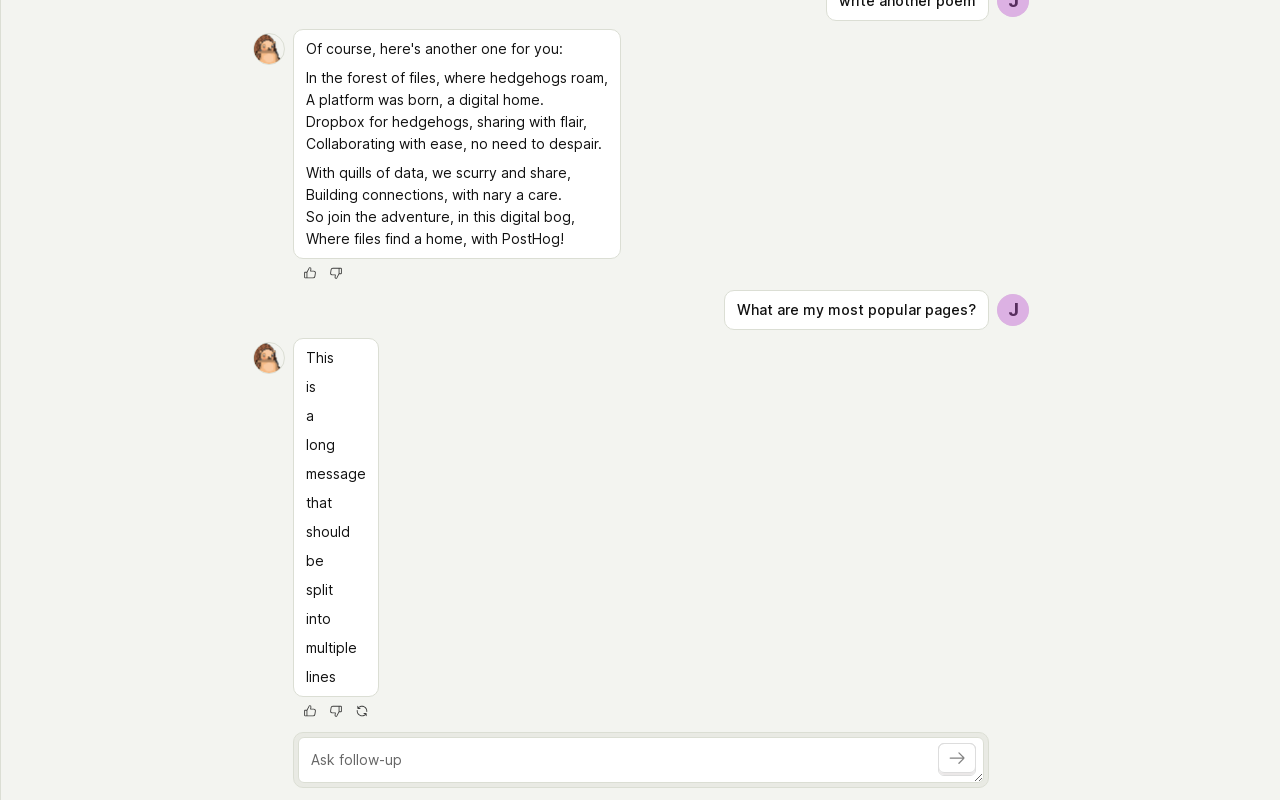 write another poem
J
Of course, here's another one for you:
In the forest of files, where hedgehogs roam,
A platform was born, a digital home.
Dropbox for hedgehogs, sharing with flair,
Collaborating with ease, no need to despair.
With quills of data, we scurry and share,
Building connections, with nary a care.
So join the adventure, in this digital bog,
Where files find a home, with PostHog!
What are my most popular pages?
J
This
is
a
long
message
that
should
be
split
into
multiple
lines
Ask follow-up